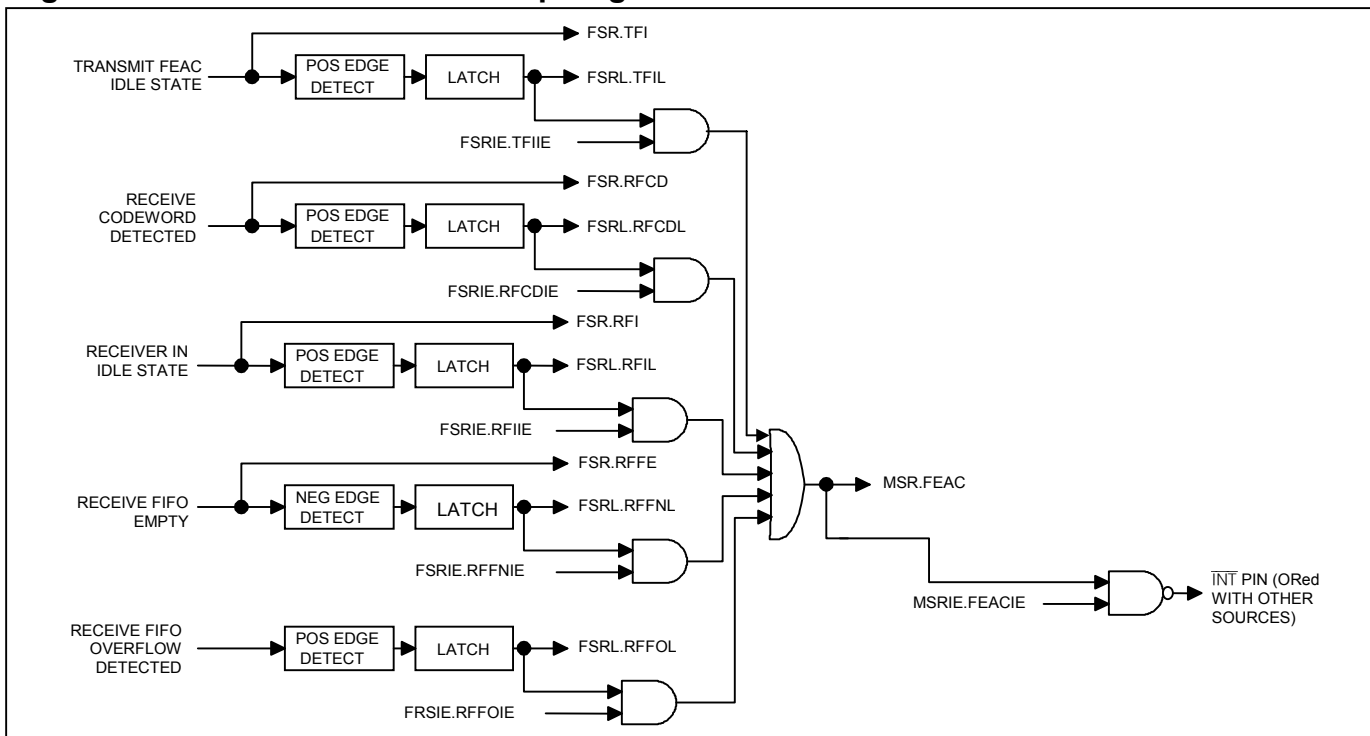 FSR.TFI
TRANSMIT FEAC
IDLE STATE
POS EDGE
DETECT
LATCH
FSRL.TFIL
FSRIE.TFIIE
FSR.RFCD
RECEIVE
CODEWORD
DETECTED
POS EDGE
DETECT
LATCH
FSRL.RFCDL
FSRIE.RFCDIE
FSR.RFI
RECEIVER IN
IDLE STATE
POS EDGE
DETECT
LATCH
FSRL.RFIL
FSRIE.RFIIE
FSR.RFFE
RECEIVE FIFO
EMPTY
NEG EDGE
DETECT
LATCH
FSRL.RFFNL
FSRIE.RFFNIE
RECEIVE FIFO
OVERFLOW
DETECTED
POS EDGE
DETECT
LATCH
FSRL.RFFOL
FRSIE.RFFOIE
MSR.FEAC
MSRIE.FEACIE
INT PIN (ORed
WITH OTHER
SOURCES)